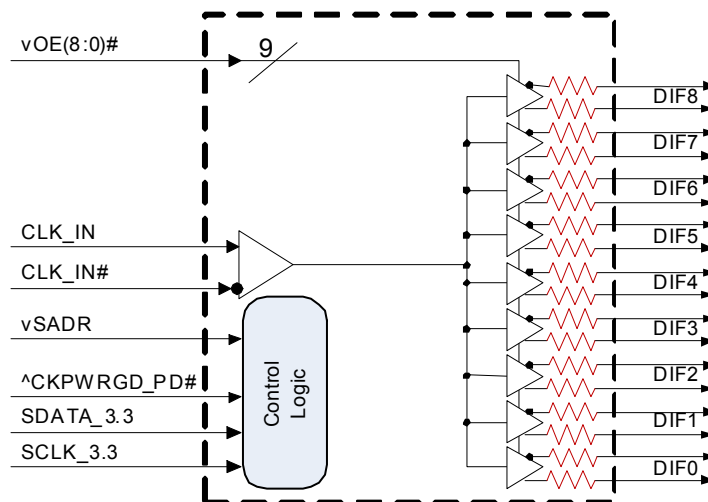 vOE(8:0)#
9
DIF8
DIF7
DIF6
DIF5
DIF4
DIF3
DIF2
DIF1
DIF0
CLK_IN
CLK_IN#
vSADR
^CKPWRGD_PD#
SDATA_3.3
SCLK_3.3
Control
Logic